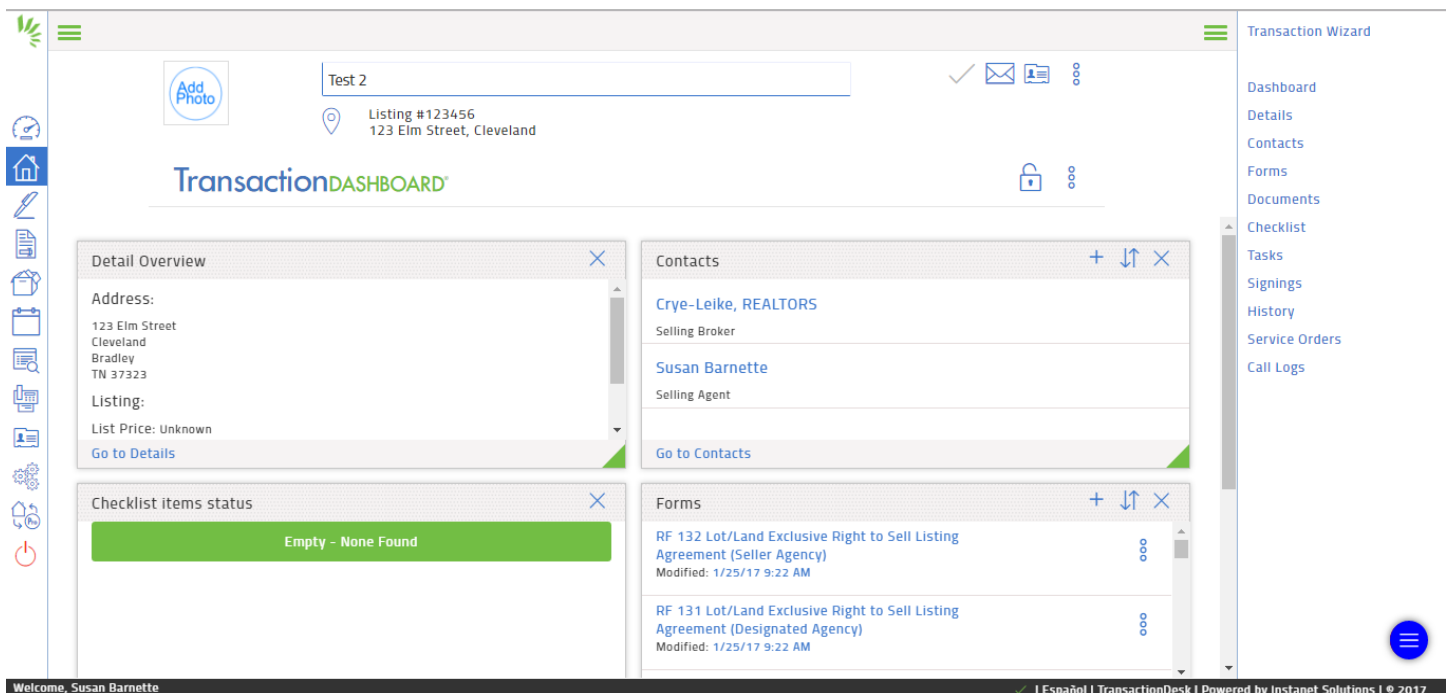 Transaction Wizard
Add
Photo
Test 2
Listing #123456
123 Elm Street, Cleveland
TransactionDASHBOARD®
Dashboard
Details
Contacts
Forms
Documents
Checklist
Tasks
Signings
History
Service Orders
Call Logs
Detail Overview
Address:
123 Elm Street
Cleveland
Bradley
TN 37323
Listing:
List Price: Unknown
Go to Details
Contacts
Crye-Leike, REALTORS
Selling Broker
Susan Barnette
Selling Agent
Go to Contacts
Checklist items status
Empty - None Found
Forms
RF 132 Lot/Land Exclusive Right to Sell Listing
Agreement (Seller Agency)
Modified: 1/25/17 9:22 AM
RF 131 Lot/Land Exclusive Right to Sell Listing
Agreement (Designated Agency)
Modified: 1/25/17 9:22 AM
Pro
Welcome, Susan Barnette
| Español | TransactionDesk | Powered by Instanet Solutions | © 2017